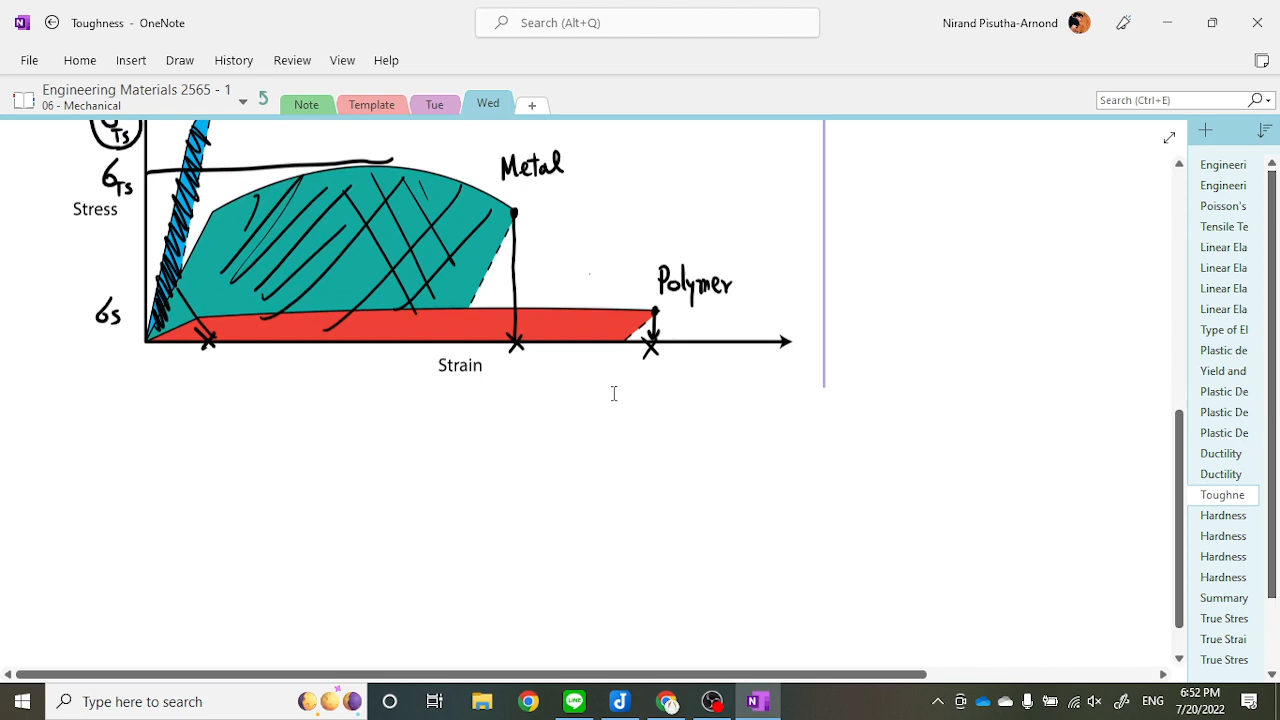 Toughness - OneNote
Search (Alt+Q)
Nirand Pisutha-Arnond
File Home Insert Draw History Review View Help
Engineering Materials 2565 - 1
06 - Mechanical
Note Template Tue Wed +
Search (Ctrl+E)
TS
σTS
Metal
Stress
Polymer
σs
Strain
Engineeri
Engineeri
Poisson's
Tensile Te
Linear Ela
Linear Ela
Linear Ela
Linear Ela
Type of El
Plastic de
Yield and
Plastic De
Plastic De
Plastic De
Ductility
Ductility
Toughne
Hardness
Hardness
Hardness
Hardness
Summary
True Stres
True Strai
True Stres
Type here to search
ENG
6:52 PM
7/20/2022